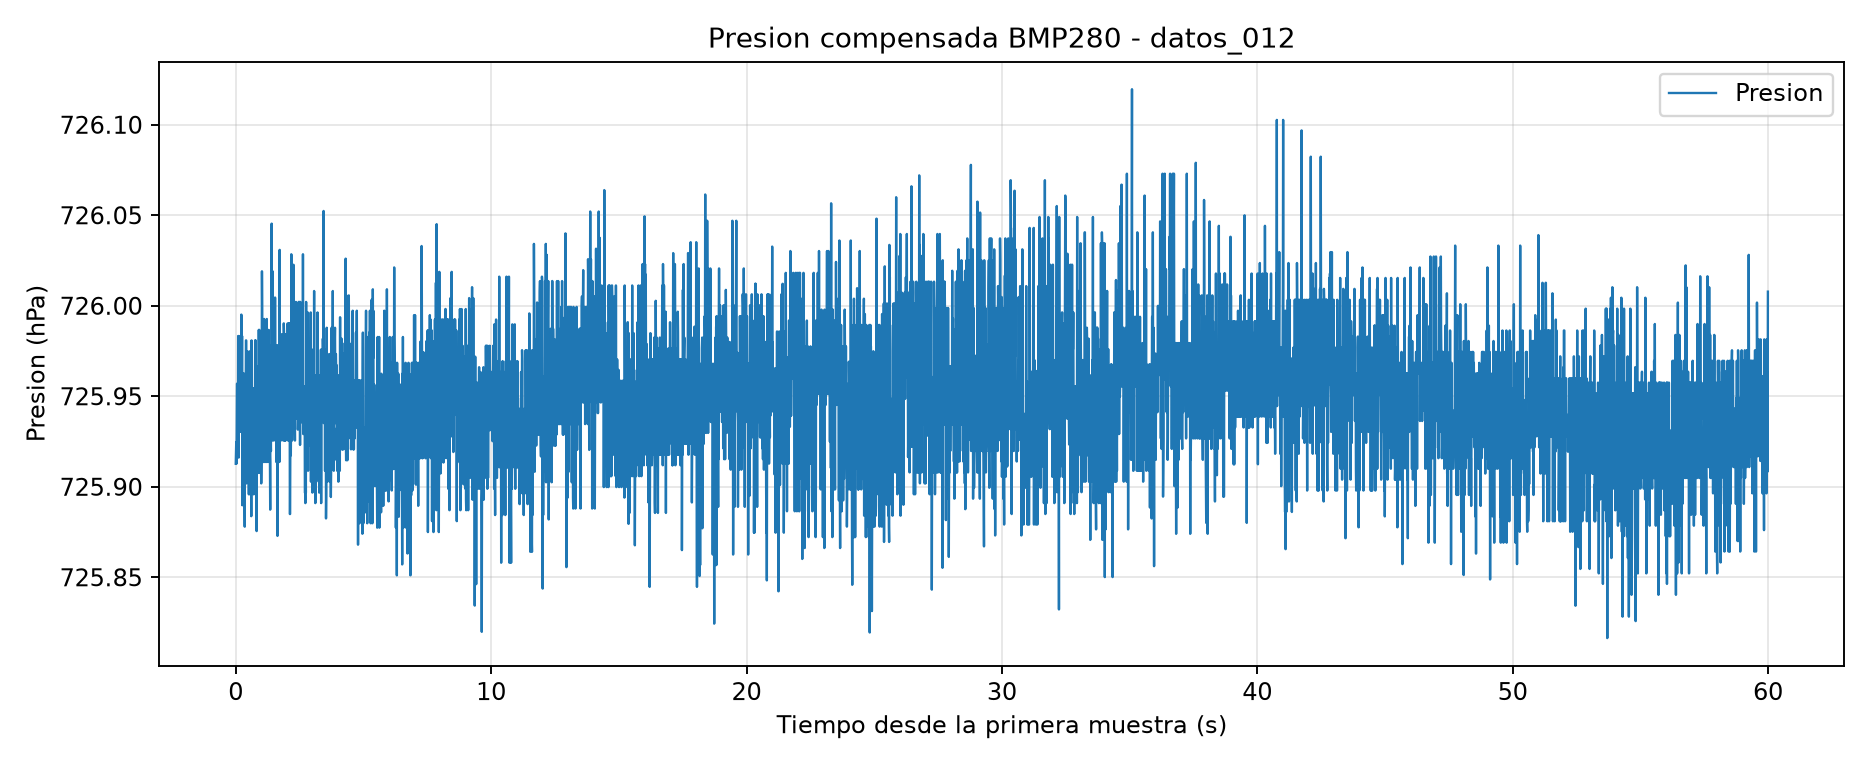 Presion compensada BMP280 - datos_012
Presion
726.10
726.05
726.00
725.95
725.90
725.85
Presion (hPa)
0 10 20 30 40 50 60
Tiempo desde la primera muestra (s)